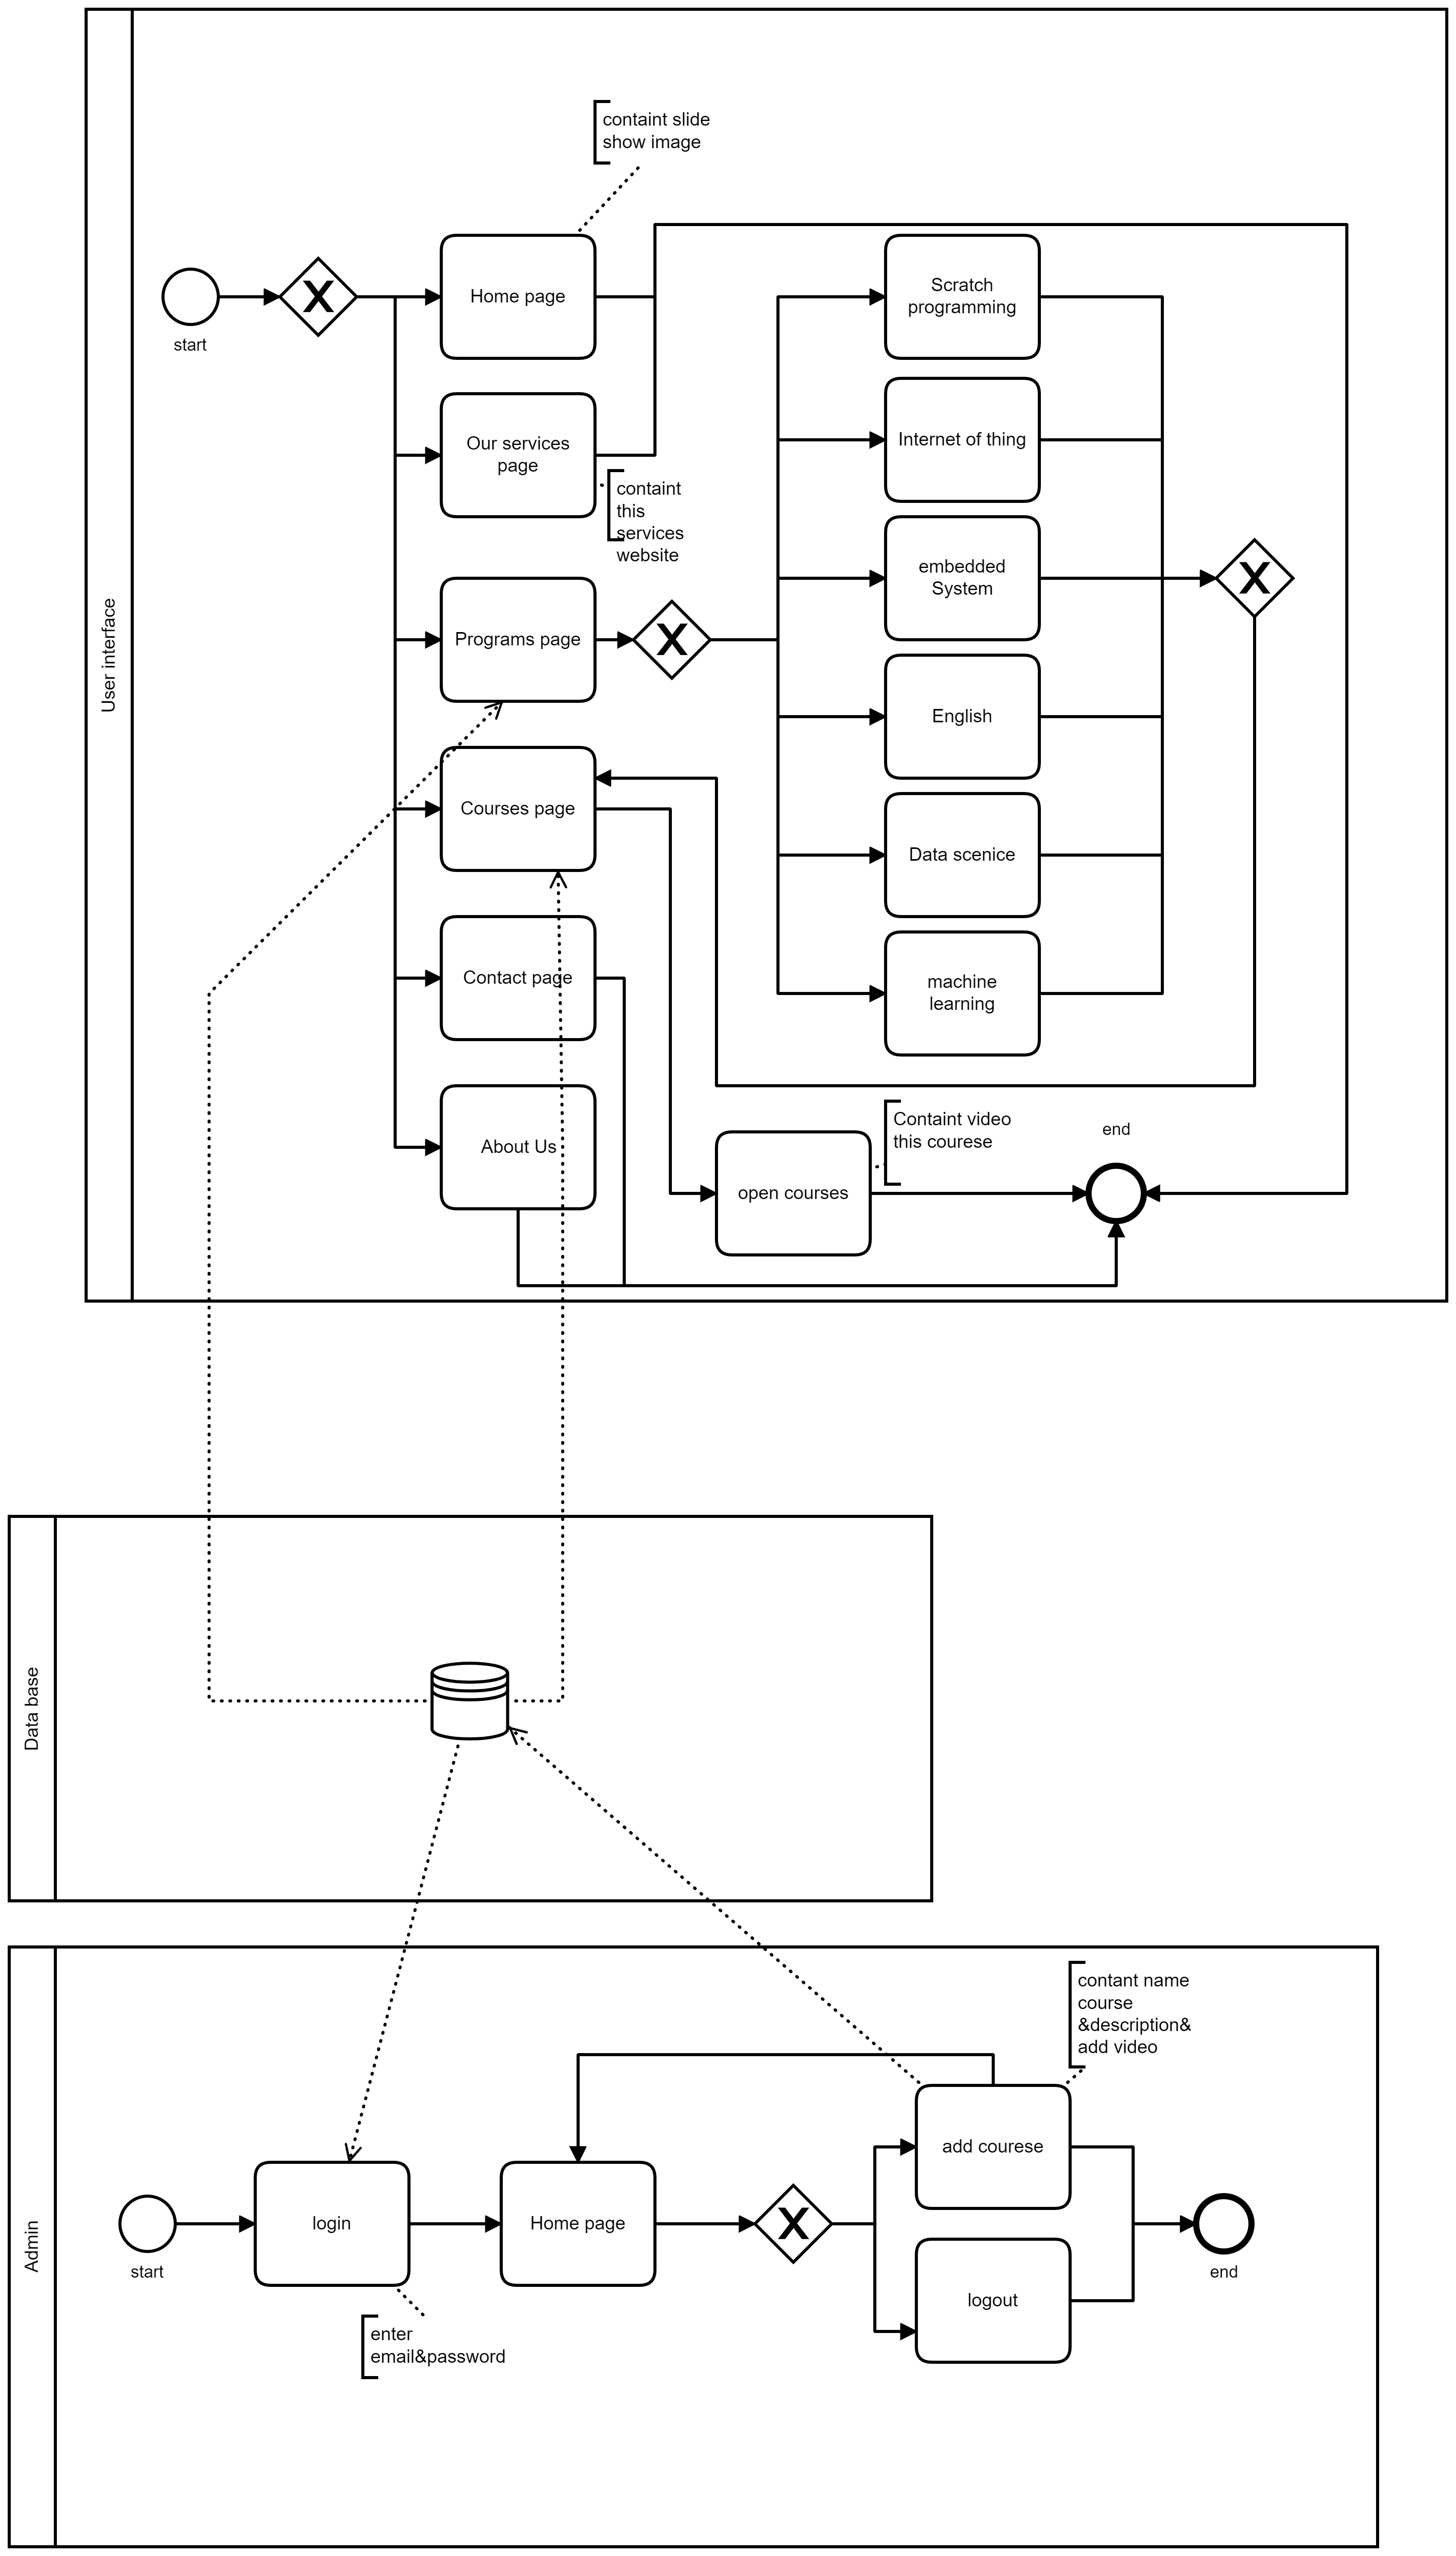 User interface
containt slide
show image
start
X
Home page
Our services
page
containt
this
services
website
Programs page
X
Courses page
Contact page
About Us
Scratch
programming
Internet of thing
embedded
System
English
Data scenice
machine
learning
X
open courses
Containt video
this courese
end
Data base
Admin
start
login
enter
email&password
Home page
X
add courese
contant name
course
&description&
add video
logout
end